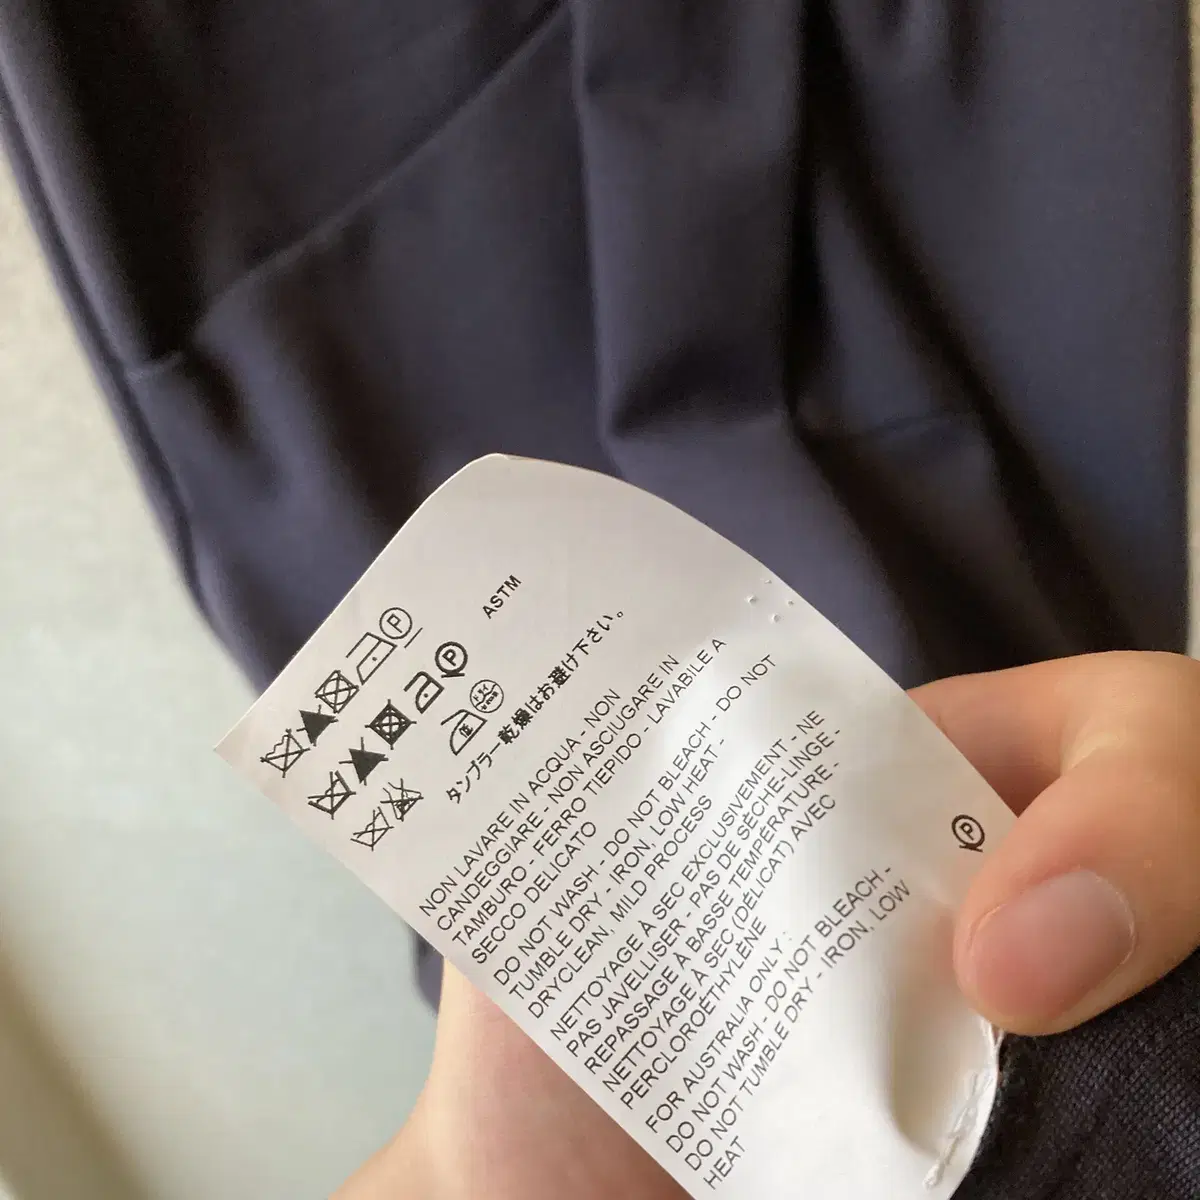 P
P
ASTM
タンブラー乾燥はお避け下さい。
NON LAVARE IN ACQUA - NON
CANDEGGIARE - NON ASCIUGARE IN
TAMBURO - FERRO TIEPIDO - LAVABILE A
SECCO DELICATO
DO NOT WASH - DO NOT BLEACH - DO NOT
TUMBLE DRY - IRON, LOW HEAT -
DRYCLEAN, MILD PROCESS
NETTOYAGE À SEC EXCLUSIVEMENT - NE
PAS JAVELLISER - PAS DE SÈCHE-LINGE -
REPASSAGE À BASSE TEMPÉRATURE -
NETTOYAGE À SEC (DÉLICAT) AVEC
PERCLOROÉTHYLÈNE
FOR AUSTRALIA ONLY :
DO NOT WASH - DO NOT BLEACH -
DO NOT TUMBLE DRY - IRON, LOW
HEAT
P